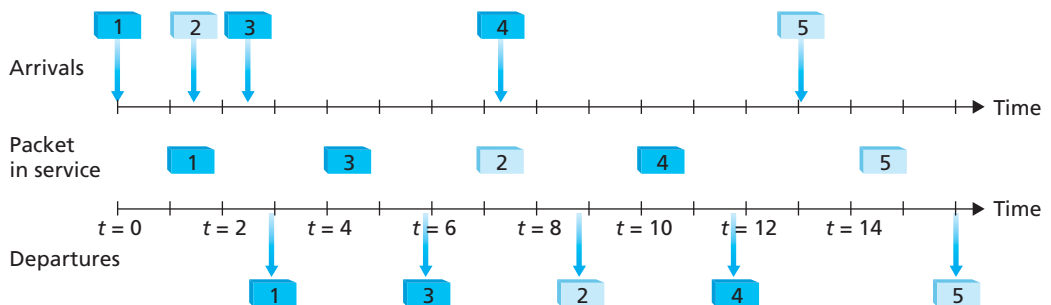 1 2 3 4 5
Arrivals
Time
Packet
in service
1 3 2 4 5
Time
t = 0 t = 2 t = 4 t = 6 t = 8 t = 10 t = 12 t = 14
Departures
1 3 2 4 5